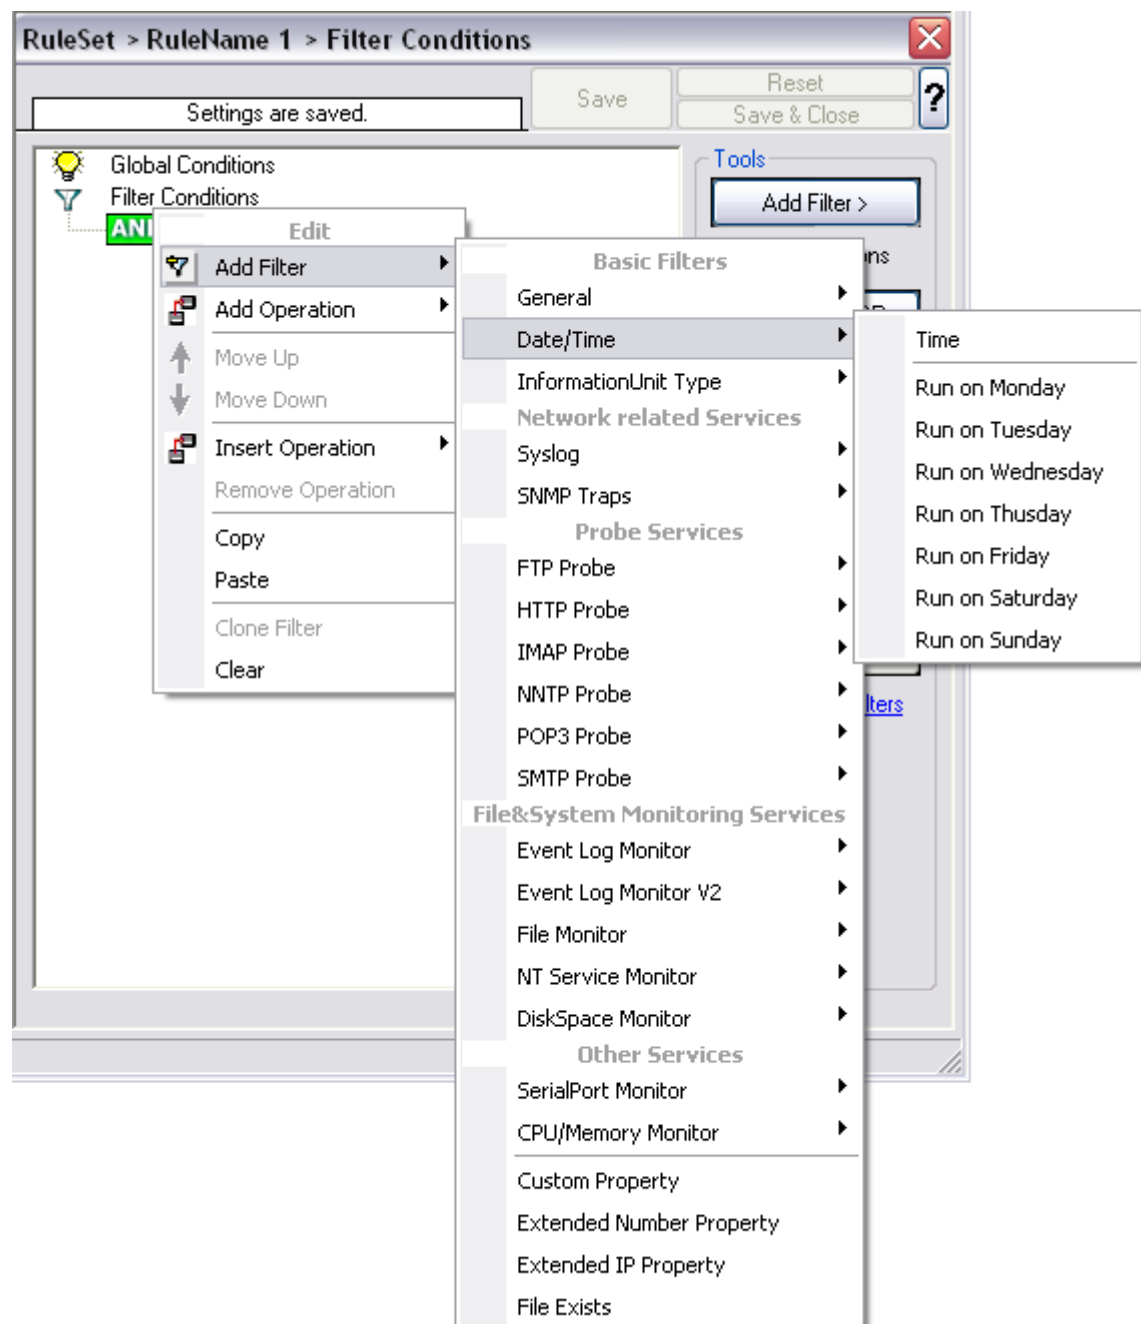 RuleSet > RuleName 1 > Filter Conditions
Save
Reset
Settings are saved.
Save & Close
?
Global Conditions
Filter Conditions
Tools
Add Filter >
Edit
Add Filter
Add Operation
Move Up
Move Down
Insert Operation
Remove Operation
Copy
Paste
Clone Filter
Clear
Basic Filters
General
Date/Time
InformationUnit Type
Network related Services
Syslog
SNMP Traps
Probe Services
FTP Probe
HTTP Probe
IMAP Probe
NNTP Probe
POP3 Probe
SMTP Probe
File&System Monitoring Services
Event Log Monitor
Event Log Monitor V2
File Monitor
NT Service Monitor
DiskSpace Monitor
Other Services
SerialPort Monitor
CPU/Memory Monitor
Custom Property
Extended Number Property
Extended IP Property
File Exists
Time
Run on Monday
Run on Tuesday
Run on Wednesday
Run on Thusday
Run on Friday
Run on Saturday
Run on Sunday